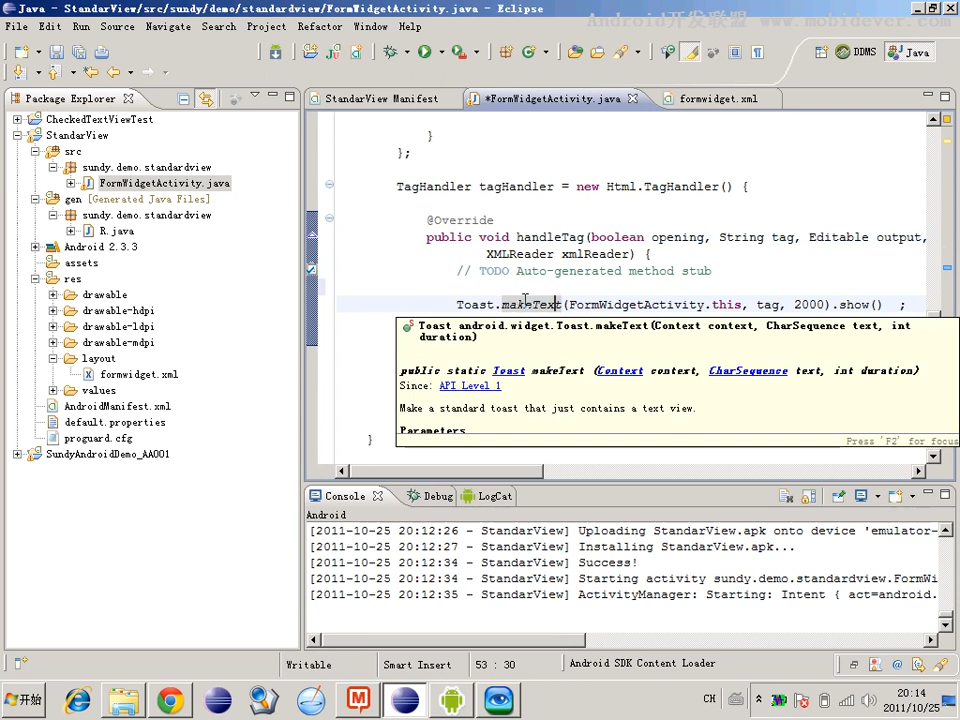 Java - StandarView/src/sundy/demo/standardview/FormWidgetActivity.java - Eclipse
Android开发联盟 www.mobidever.com
File Edit Run Source Navigate Search Project Refactor Window Help
DDMS Java
Package Explorer
StandarView Manifest *FormWidgetActivity.java formwidget.xml
CheckedTextViewTest
StandarView
src
sundy.demo.standardview
FormWidgetActivity.java
gen [Generated Java Files]
sundy.demo.standardview
R.java
Android 2.3.3
assets
res
drawable
drawable-hdpi
drawable-ldpi
drawable-mdpi
layout
formwidget.xml
values
AndroidManifest.xml
default.properties
proguard.cfg
SundyAndroidDemo_AA001
}
};
TagHandler tagHandler = new Html.TagHandler() {
@Override
public void handleTag(boolean opening, String tag, Editable output,
XMLReader xmlReader) {
// TODO Auto-generated method stub
Toast.makeText(FormWidgetActivity.this, tag, 2000).show() ;
Toast android.widget.Toast.makeText(Context context, CharSequence text, int
duration)
public static Toast makeText (Context context, CharSequence text, int duration)
Since: API Level 1
Make a standard toast that just contains a text view.
Parameters
Press 'F2' for focus
}
Console Debug LogCat
Android
[2011-10-25 20:12:26 - StandarView] Uploading StandarView.apk onto device 'emulator-
[2011-10-25 20:12:27 - StandarView] Installing StandarView.apk...
[2011-10-25 20:12:34 - StandarView] Success!
[2011-10-25 20:12:34 - StandarView] Starting activity sundy.demo.standardview.FormWi
[2011-10-25 20:12:35 - StandarView] ActivityManager: Starting: Intent { act=android.
Writable Smart Insert 53 : 30 Android SDK Content Loader
开始 CH 20:14
2011/10/25